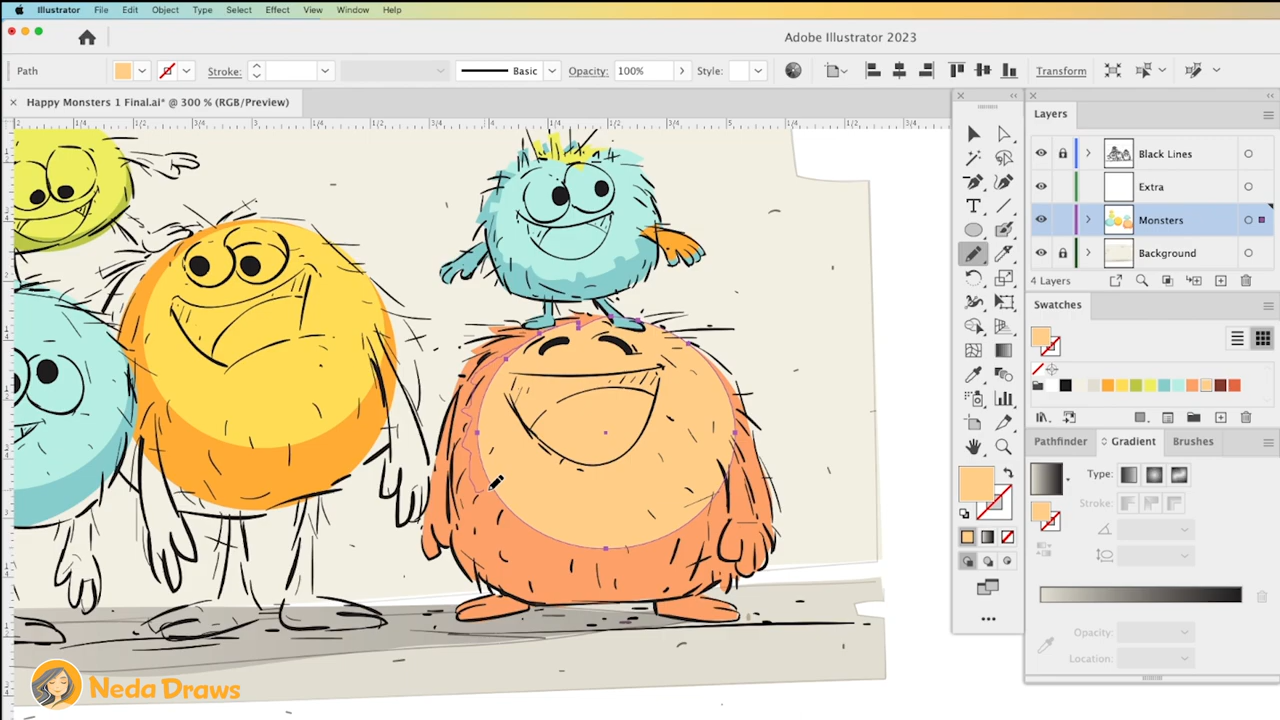 Illustrator File Edit Object Type Select Effect View Window Help
Adobe Illustrator 2023
Path Stroke: Basic Opacity: 100% Style: Transform
× Happy Monsters 1 Final.ai* @ 300 % (RGB/Preview)
Layers
Black Lines
Extra
Monsters
Background
4 Layers
Swatches
Pathfinder Gradient Brushes
Type:
Stroke:
Opacity:
Location:
Neda Draws